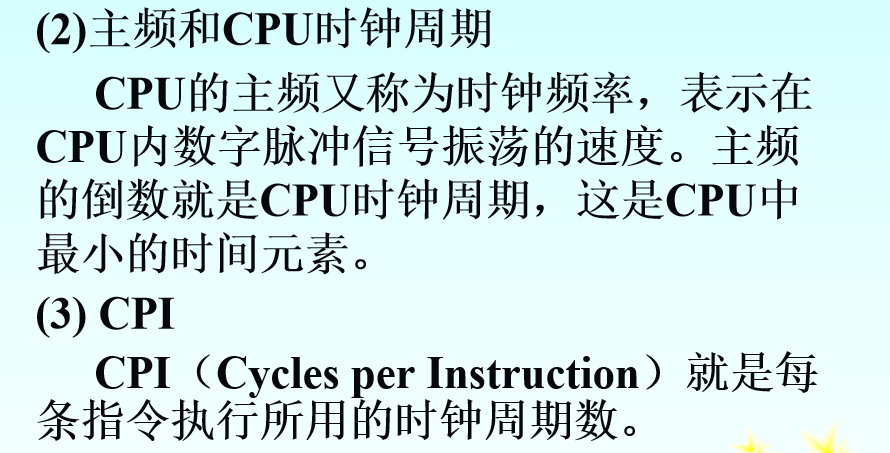 (2)主频和CPU时钟周期
CPU的主频又称为时钟频率，表示在
CPU内数字脉冲信号振荡的速度。主频
的倒数就是CPU时钟周期，这是CPU中
最小的时间元素。
(3) CPI
CPI（Cycles per Instruction）就是每
条指令执行所用的时钟周期数。